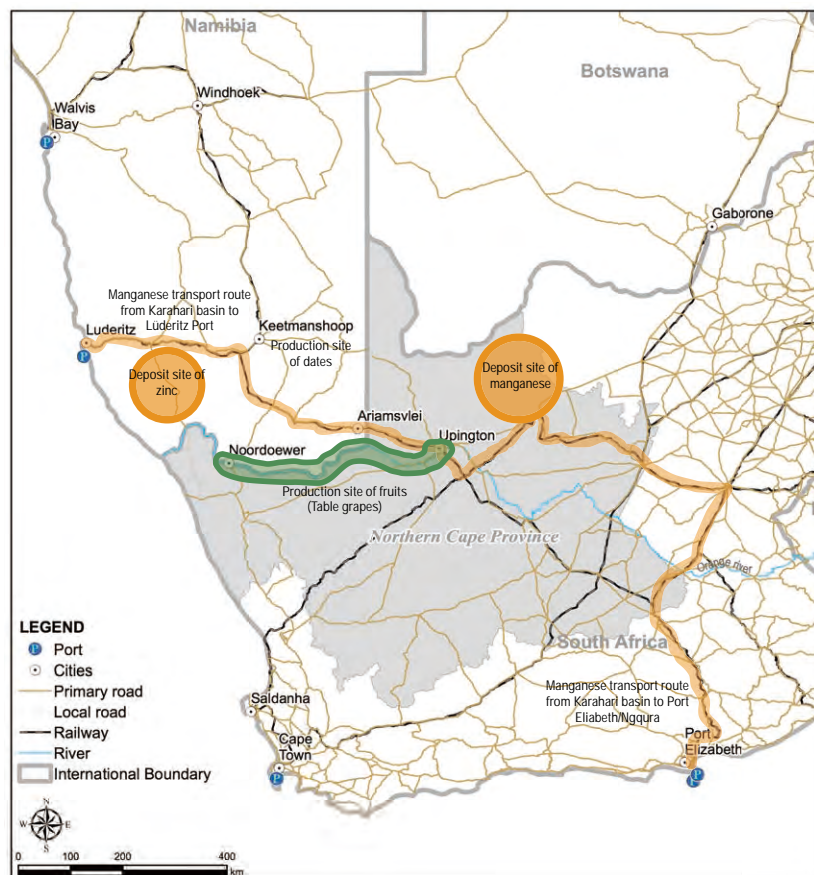 Namibia
Botswana
Windhoek
Walvis
Bay
P
Gaborone
Manganese transport route
from Karahari basin to
Lüderitz Port
Luderitz
P
Keetmanshoop
Production site
of dates
Deposit site of
zinc
Deposit site of
manganese
Ariamsvlei
Upington
Noordoewer
Production site of fruits
(Table grapes)
Northern Cape Province
Orange river
South Africa
Manganese transport route
from Karahari basin to Port
Eliabeth/Ngqura
Port
Elizabeth
P
P
Saldanha
Cape
Town
P
LEGEND
P Port
Cities
Primary road
Local road
Railway
River
International Boundary
N
W E
S
0 100 200 400
km